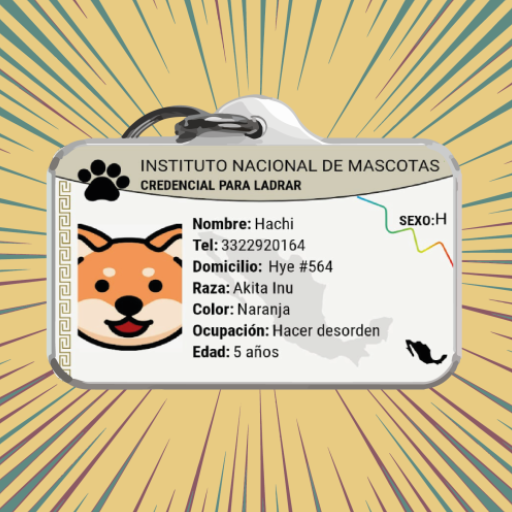 INSTITUTO NACIONAL DE MASCOTAS
CREDENCIAL PARA LADRAR
SEXO:H
Nombre: Hachi
Tel: 3322920164
Domicilio: Hye #564
Raza: Akita Inu
Color: Naranja
Ocupación: Hacer desorden
Edad: 5 años